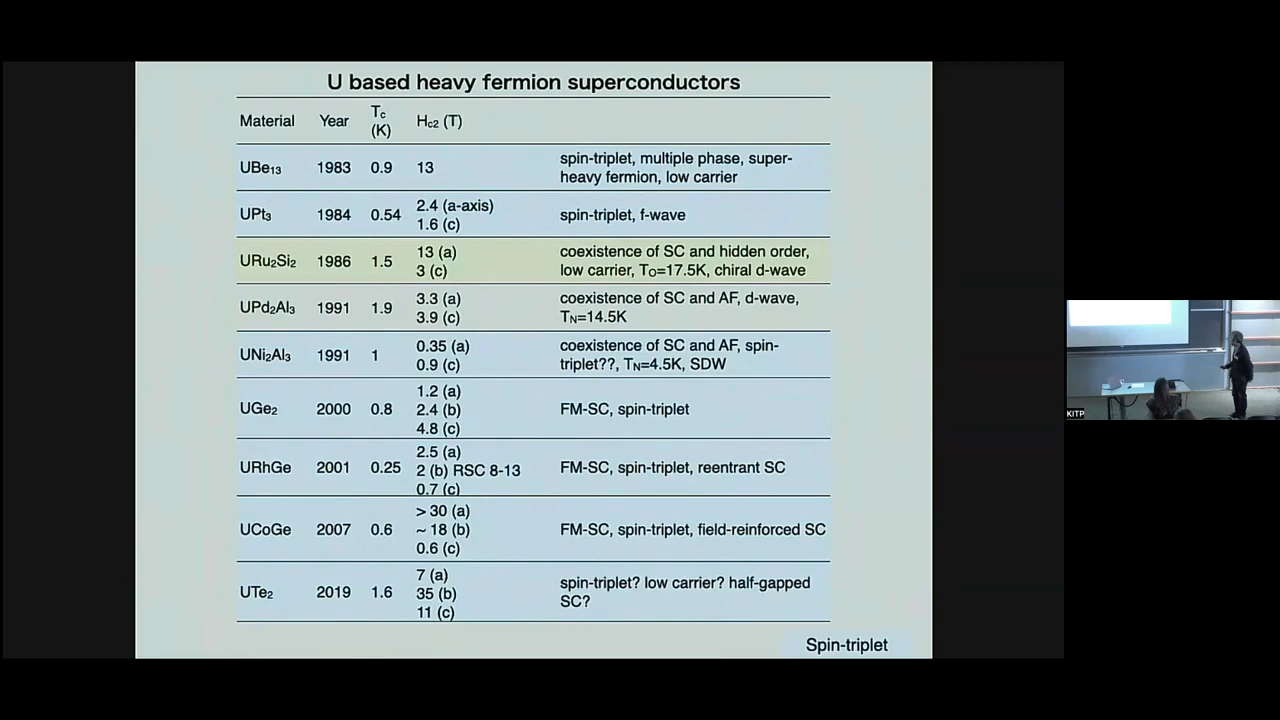 U based heavy fermion superconductors
Material Year Tc (K) Hc2 (T)
UBe13 1983 0.9 13 spin-triplet, multiple phase, super-
heavy fermion, low carrier
UPt3 1984 0.54 2.4 (a-axis) spin-triplet, f-wave
1.6 (c)
URu2Si2 1986 1.5 13 (a) coexistence of SC and hidden order,
3 (c) low carrier, TO=17.5K, chiral d-wave
UPd2Al3 1991 1.9 3.3 (a) coexistence of SC and AF, d-wave,
3.9 (c) TN=14.5K
UNi2Al3 1991 1 0.35 (a) coexistence of SC and AF, spin-
0.9 (c) triplet??, TN=4.5K, SDW
UGe2 2000 0.8 1.2 (a) FM-SC, spin-triplet
2.4 (b)
4.8 (c)
URhGe 2001 0.25 2.5 (a) FM-SC, spin-triplet, reentrant SC
2 (b) RSC 8-13
0.7 (c)
UCoGe 2007 0.6 > 30 (a) FM-SC, spin-triplet, field-reinforced SC
~ 18 (b)
0.6 (c)
UTe2 2019 1.6 7 (a) spin-triplet? low carrier? half-gapped
35 (b) SC?
11 (c)
Spin-triplet
KITP